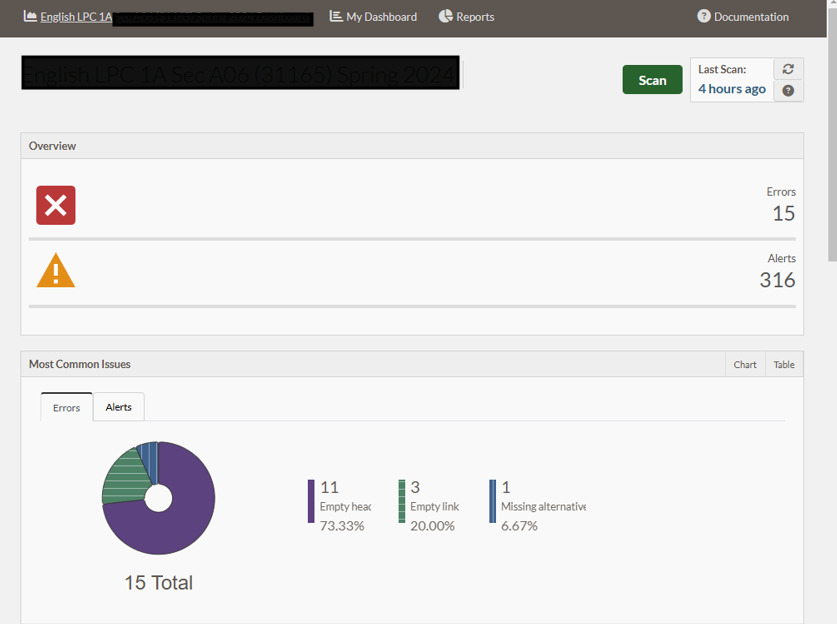 English LPC 1A
My Dashboard
Reports
Documentation
English LPC 1A Sec A06 (31165) Spring 2024
Scan
Last Scan:
4 hours ago
Overview
Errors
15
Alerts
316
Most Common Issues
Chart
Table
Errors
Alerts
11
Empty head
73.33%
3
Empty link
20.00%
1
Missing alternative
6.67%
15 Total